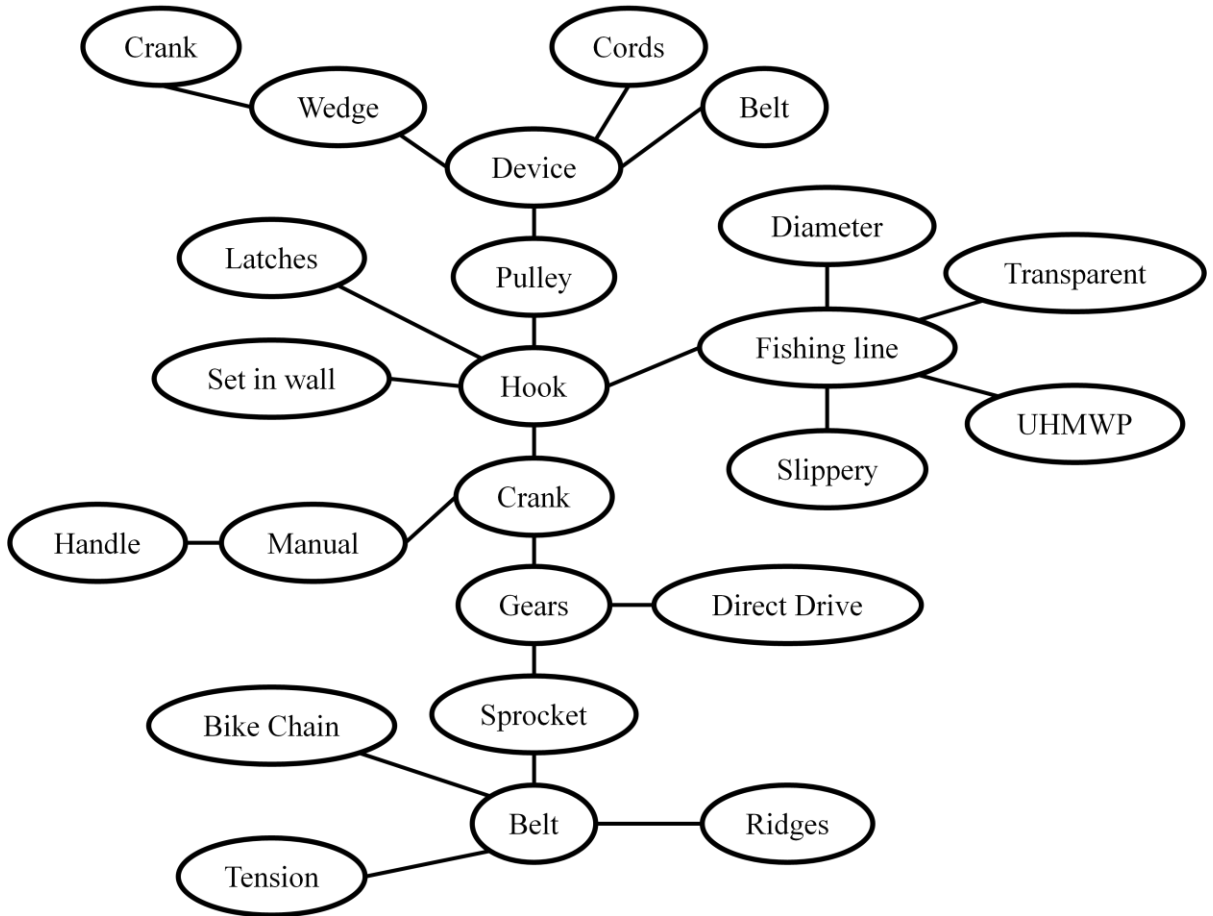 Crank
Cords
Wedge
Belt
Device
Diameter
Latches
Pulley
Transparent
Fishing line
Set in wall
Hook
UHMWP
Slippery
Crank
Handle
Manual
Gears
Direct Drive
Sprocket
Bike Chain
Belt
Ridges
Tension